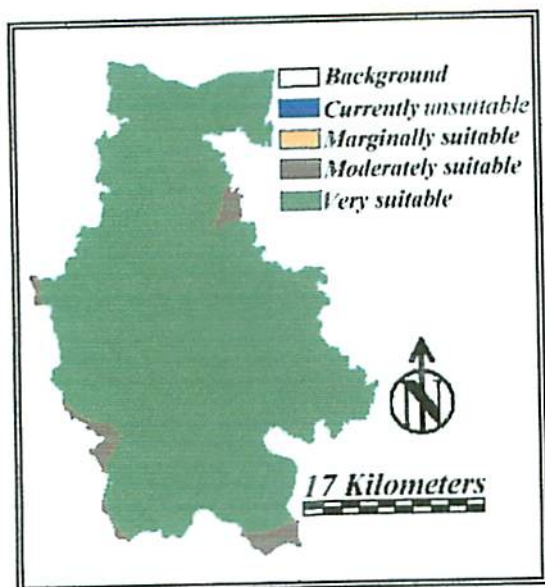 Background
Currently unsuitable
Marginally suitable
Moderately suitable
Very suitable
N
17 Kilometers